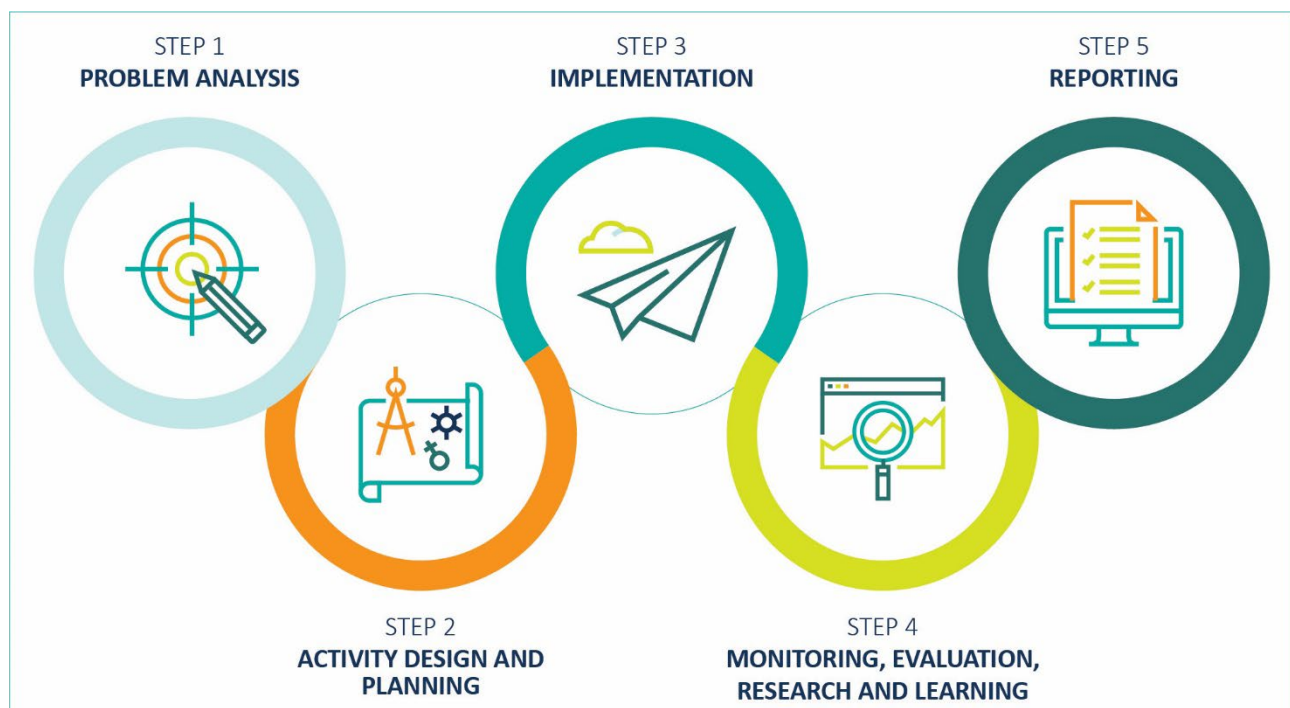 STEP 1
PROBLEM ANALYSIS
STEP 2
ACTIVITY DESIGN AND
PLANNING
STEP 3
IMPLEMENTATION
STEP 4
MONITORING, EVALUATION,
RESEARCH AND LEARNING
STEP 5
REPORTING